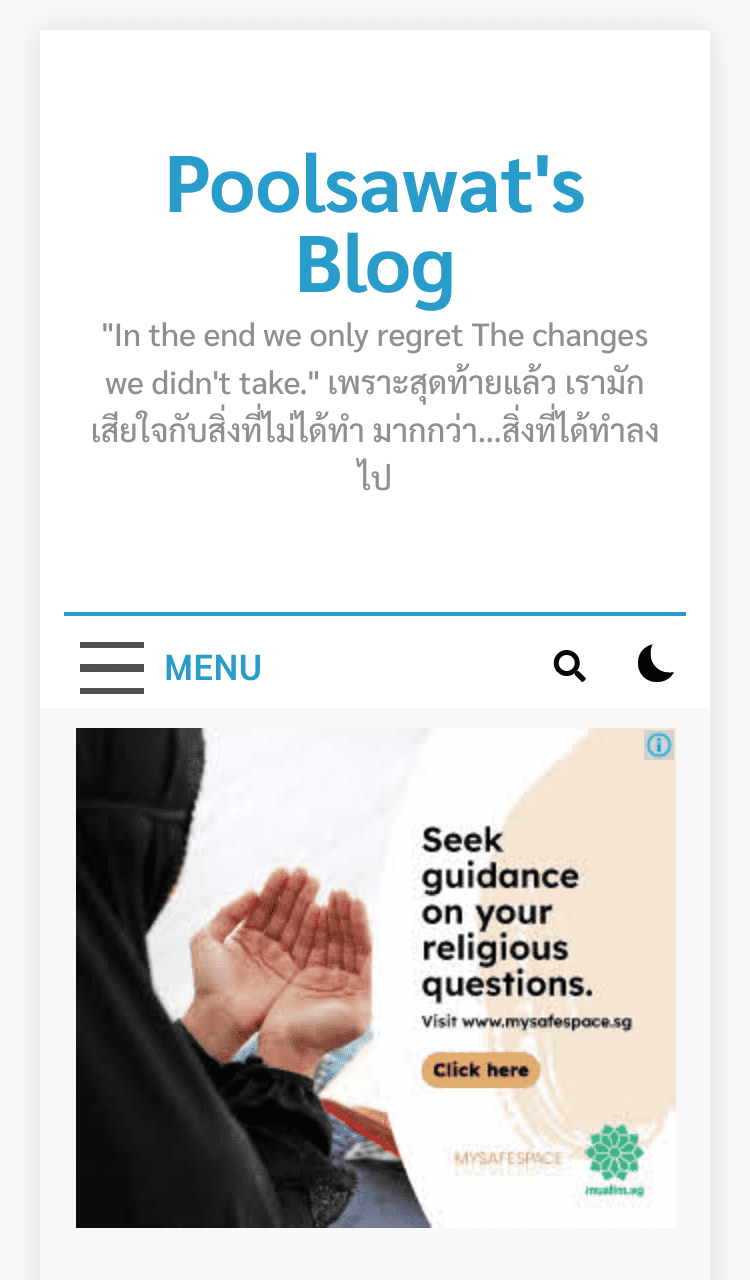 Poolsawat's
Blog
"In the end we only regret The changes
we didn't take." เพราะสุดท้ายแล้ว เรามัก
เสียใจกับสิ่งที่ไม่ได้ทำ มากกว่า...สิ่งที่ได้ทำลง
ไป
MENU
Seek
guidance
on your
religious
questions.
Visit www.mysafespace.sg
Click here
MYSAFESPACE
muslim.sg